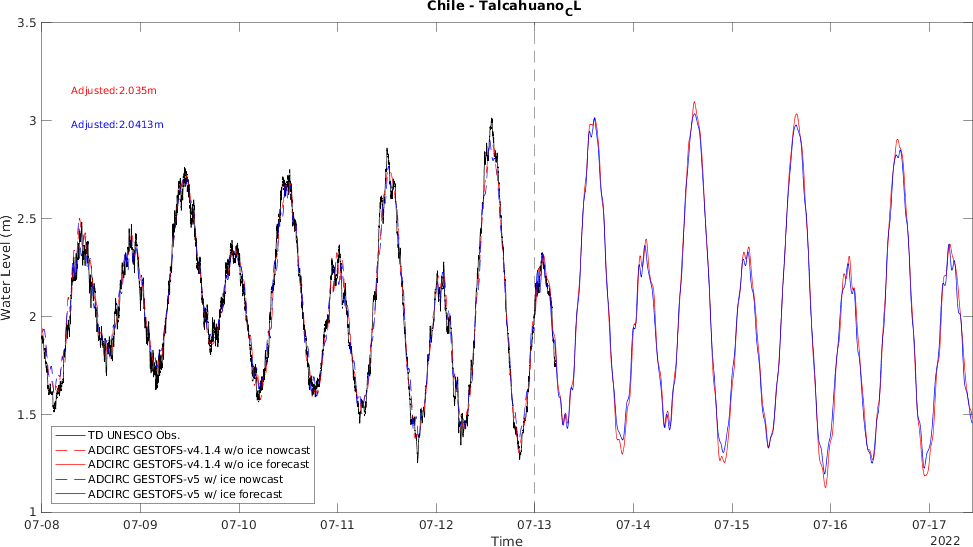 Chile - Talcahuano_CL
3.5
3
2.5
2
1.5
1
Water Level (m)
Adjusted:2.035m
Adjusted:2.0413m
TD UNESCO Obs.
ADCIRC GESTOFS-v4.1.4 w/o ice nowcast
ADCIRC GESTOFS-v4.1.4 w/o ice forecast
ADCIRC GESTOFS-v5 w/ ice nowcast
ADCIRC GESTOFS-v5 w/ ice forecast
07-08 07-09 07-10 07-11 07-12 07-13 07-14 07-15 07-16 07-17
Time
2022